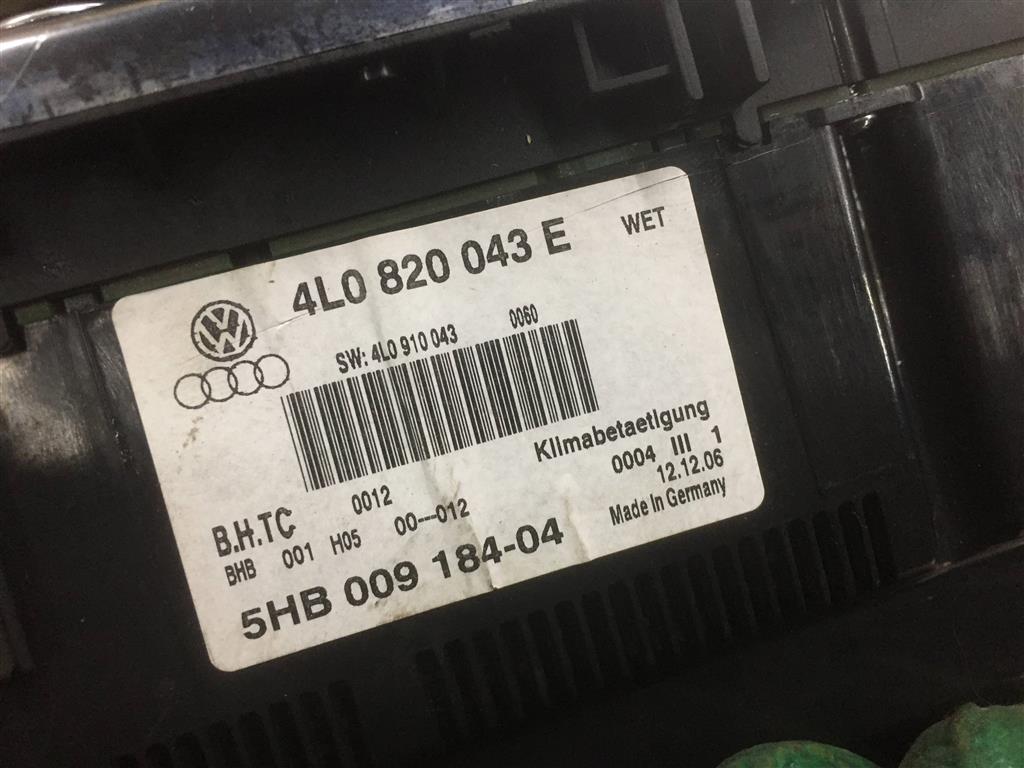 4L0 820 043 E WET
VW
SW: 4L0 910 043 0060
Klimabetaetigung
0004 III 1
12.12.06
Made In Germany
B.H.TC 0012
BHB 001 H05 00---012
5HB 009 184-04